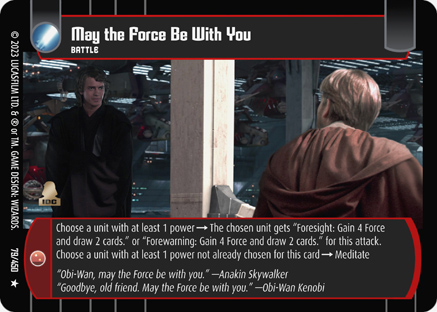 May the Force Be With You
BATTLE
© 2023 LUCASFILM LTD. & ® or TM. GAME DESIGN: WIZARDS.
79/450
IDC
Choose a unit with at least 1 power → The chosen unit gets "Foresight: Gain 4 Force
and draw 2 cards." or "Forewarning: Gain 4 Force and draw 2 cards." for this attack.
Choose a unit with at least 1 power not already chosen for this card → Meditate
"Obi-Wan, may the Force be with you." —Anakin Skywalker
"Goodbye, old friend. May the Force be with you." —Obi-Wan Kenobi